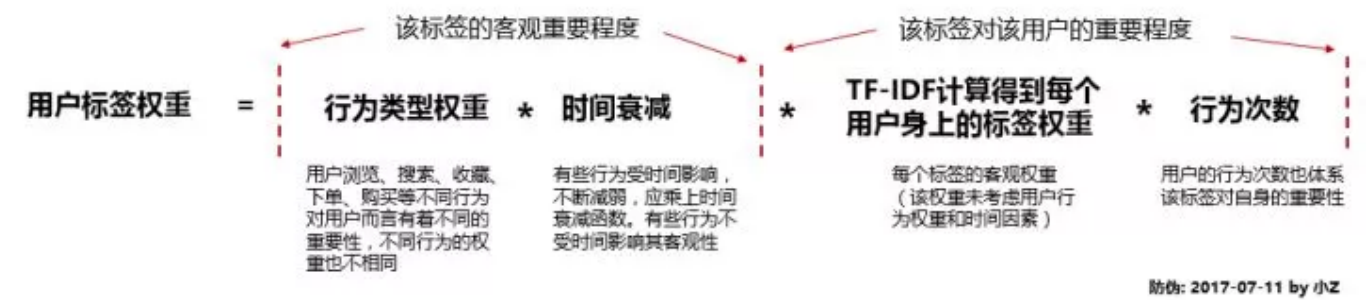 该标签的客观重要程度
该标签对该用户的重要程度
用户标签权重 = 行为类型权重 * 时间衰减 * TF-IDF计算得到每个
用户身上的标签权重 * 行为次数
用户浏览、搜素、收藏、
下单、购买等不同行为
对用户而言有着不同的
重要性，不同行为的权
重也不相同
有些行为受时间影响，
不断减弱，应乘上时间
衰减函数。有些行为不
受时间影响其客观性
每个标签的客观权重
（该权重未考虑用户行
为权重和时间因素）
用户的行为次数也体系
该标签对自身的重要性
防伪: 2017-07-11 by 小Z